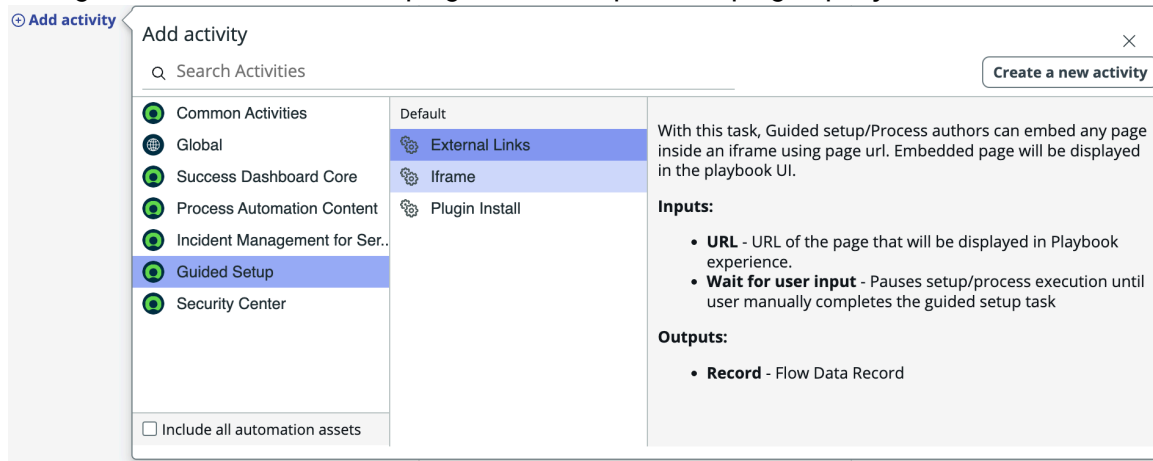 Add activity
Add activity
Search Activities
Create a new activity
Common Activities
Global
Success Dashboard Core
Process Automation Content
Incident Management for Ser..
Guided Setup
Security Center
Include all automation assets
Default
External Links
Iframe
Plugin Install
With this task, Guided setup/Process authors can embed any page
inside an iframe using page url. Embedded page will be displayed
in the playbook UI.
Inputs:
• URL - URL of the page that will be displayed in Playbook
experience.
• Wait for user input - Pauses setup/process execution until
user manually completes the guided setup task
Outputs:
• Record - Flow Data Record